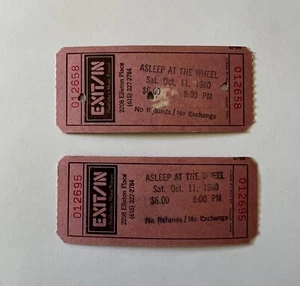 012658
EXIT/IN
2208 Elliston Place
(615) 327-2784
ASLEEP AT THE WHEEL
Sat. Oct. 11, 1980
$6.00 8:00 PM
No Refunds / No Exchange
012658
012695
EXIT/IN
2208 Elliston Place
(615) 327-2784
ASLEEP AT THE WHEEL
Sat. Oct. 11, 1980
$6.00 8:00 PM
No Refunds / No Exchange
012695